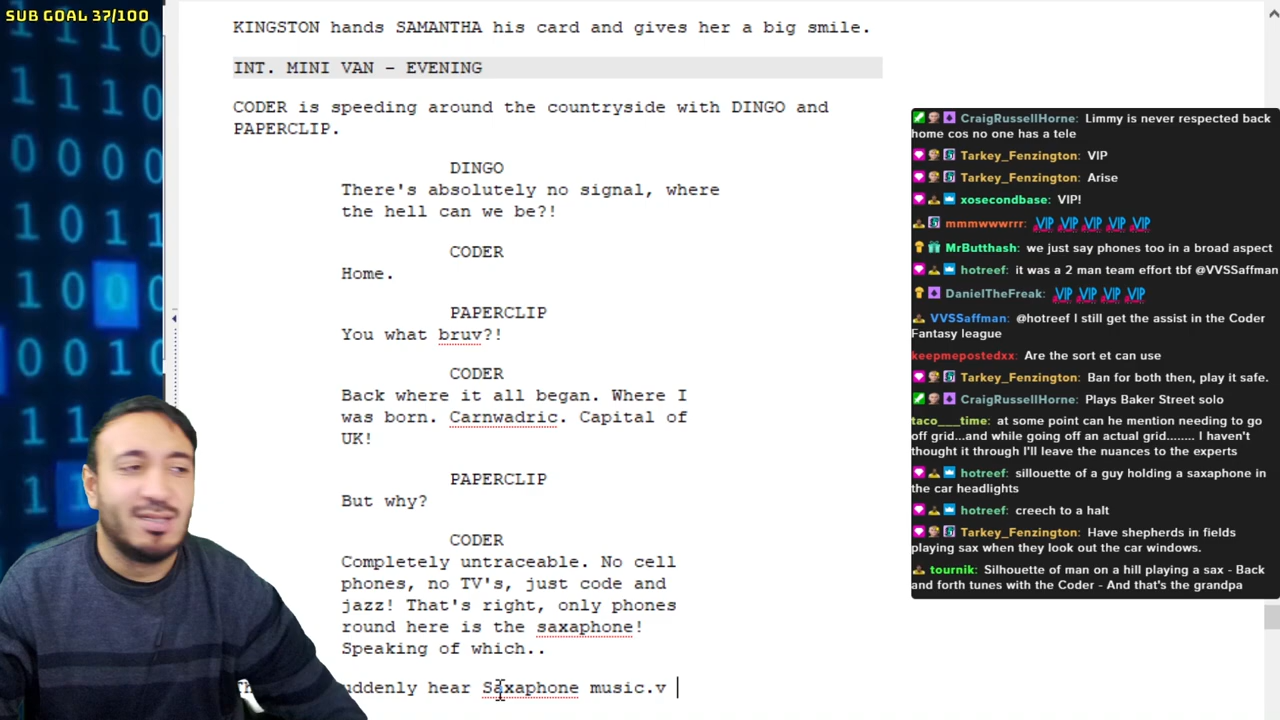 SUB GOAL 37/100
KINGSTON hands SAMANTHA his card and gives her a big smile.
INT. MINI VAN - EVENING
CODER is speeding around the countryside with DINGO and
PAPERCLIP.
DINGO
There's absolutely no signal, where
the hell can we be?!
CODER
Home.
PAPERCLIP
You what bruv?!
CODER
Back where it all began. Where I
was born. Carnwadric. Capital of
UK!
PAPERCLIP
But why?
CODER
Completely untraceable. No cell
phones, no TV's, just code and
jazz! That's right, only phones
round here is the saxaphone!
Speaking of which..
uddenly hear Saxaphone music.v
CraigRussellHorne: Limmy is never respected back
home cos no one has a tele
Tarkey_Fenzington: VIP
Tarkey_Fenzington: Arise
xosecondbase: VIP!
mmmwwwrrr: VIP VIP VIP VIP VIP
MrButthash: we just say phones too in a broad aspect
hotreef: it was a 2 man team effort tbf @VVSSaffman
DanielTheFreak: VIP VIP VIP VIP
VVSSaffman: @hotreef I still get the assist in the Coder
Fantasy league
keepmepostedxx: Are the sort et can use
Tarkey_Fenzington: Ban for both then, play it safe.
CraigRussellHorne: Plays Baker Street solo
taco___time: at some point can he mention needing to go
off grid...and while going off an actual grid........ I haven't
thought it through I'll leave the nuances to the experts
hotreef: sillouette of a guy holding a saxaphone in
the car headlights
hotreef: creech to a halt
Tarkey_Fenzington: Have shepherds in fields
playing sax when they look out the car windows.
tournik: Silhouette of man on a hill playing a sax - Back
and forth tunes with the Coder - And that's the grandpa